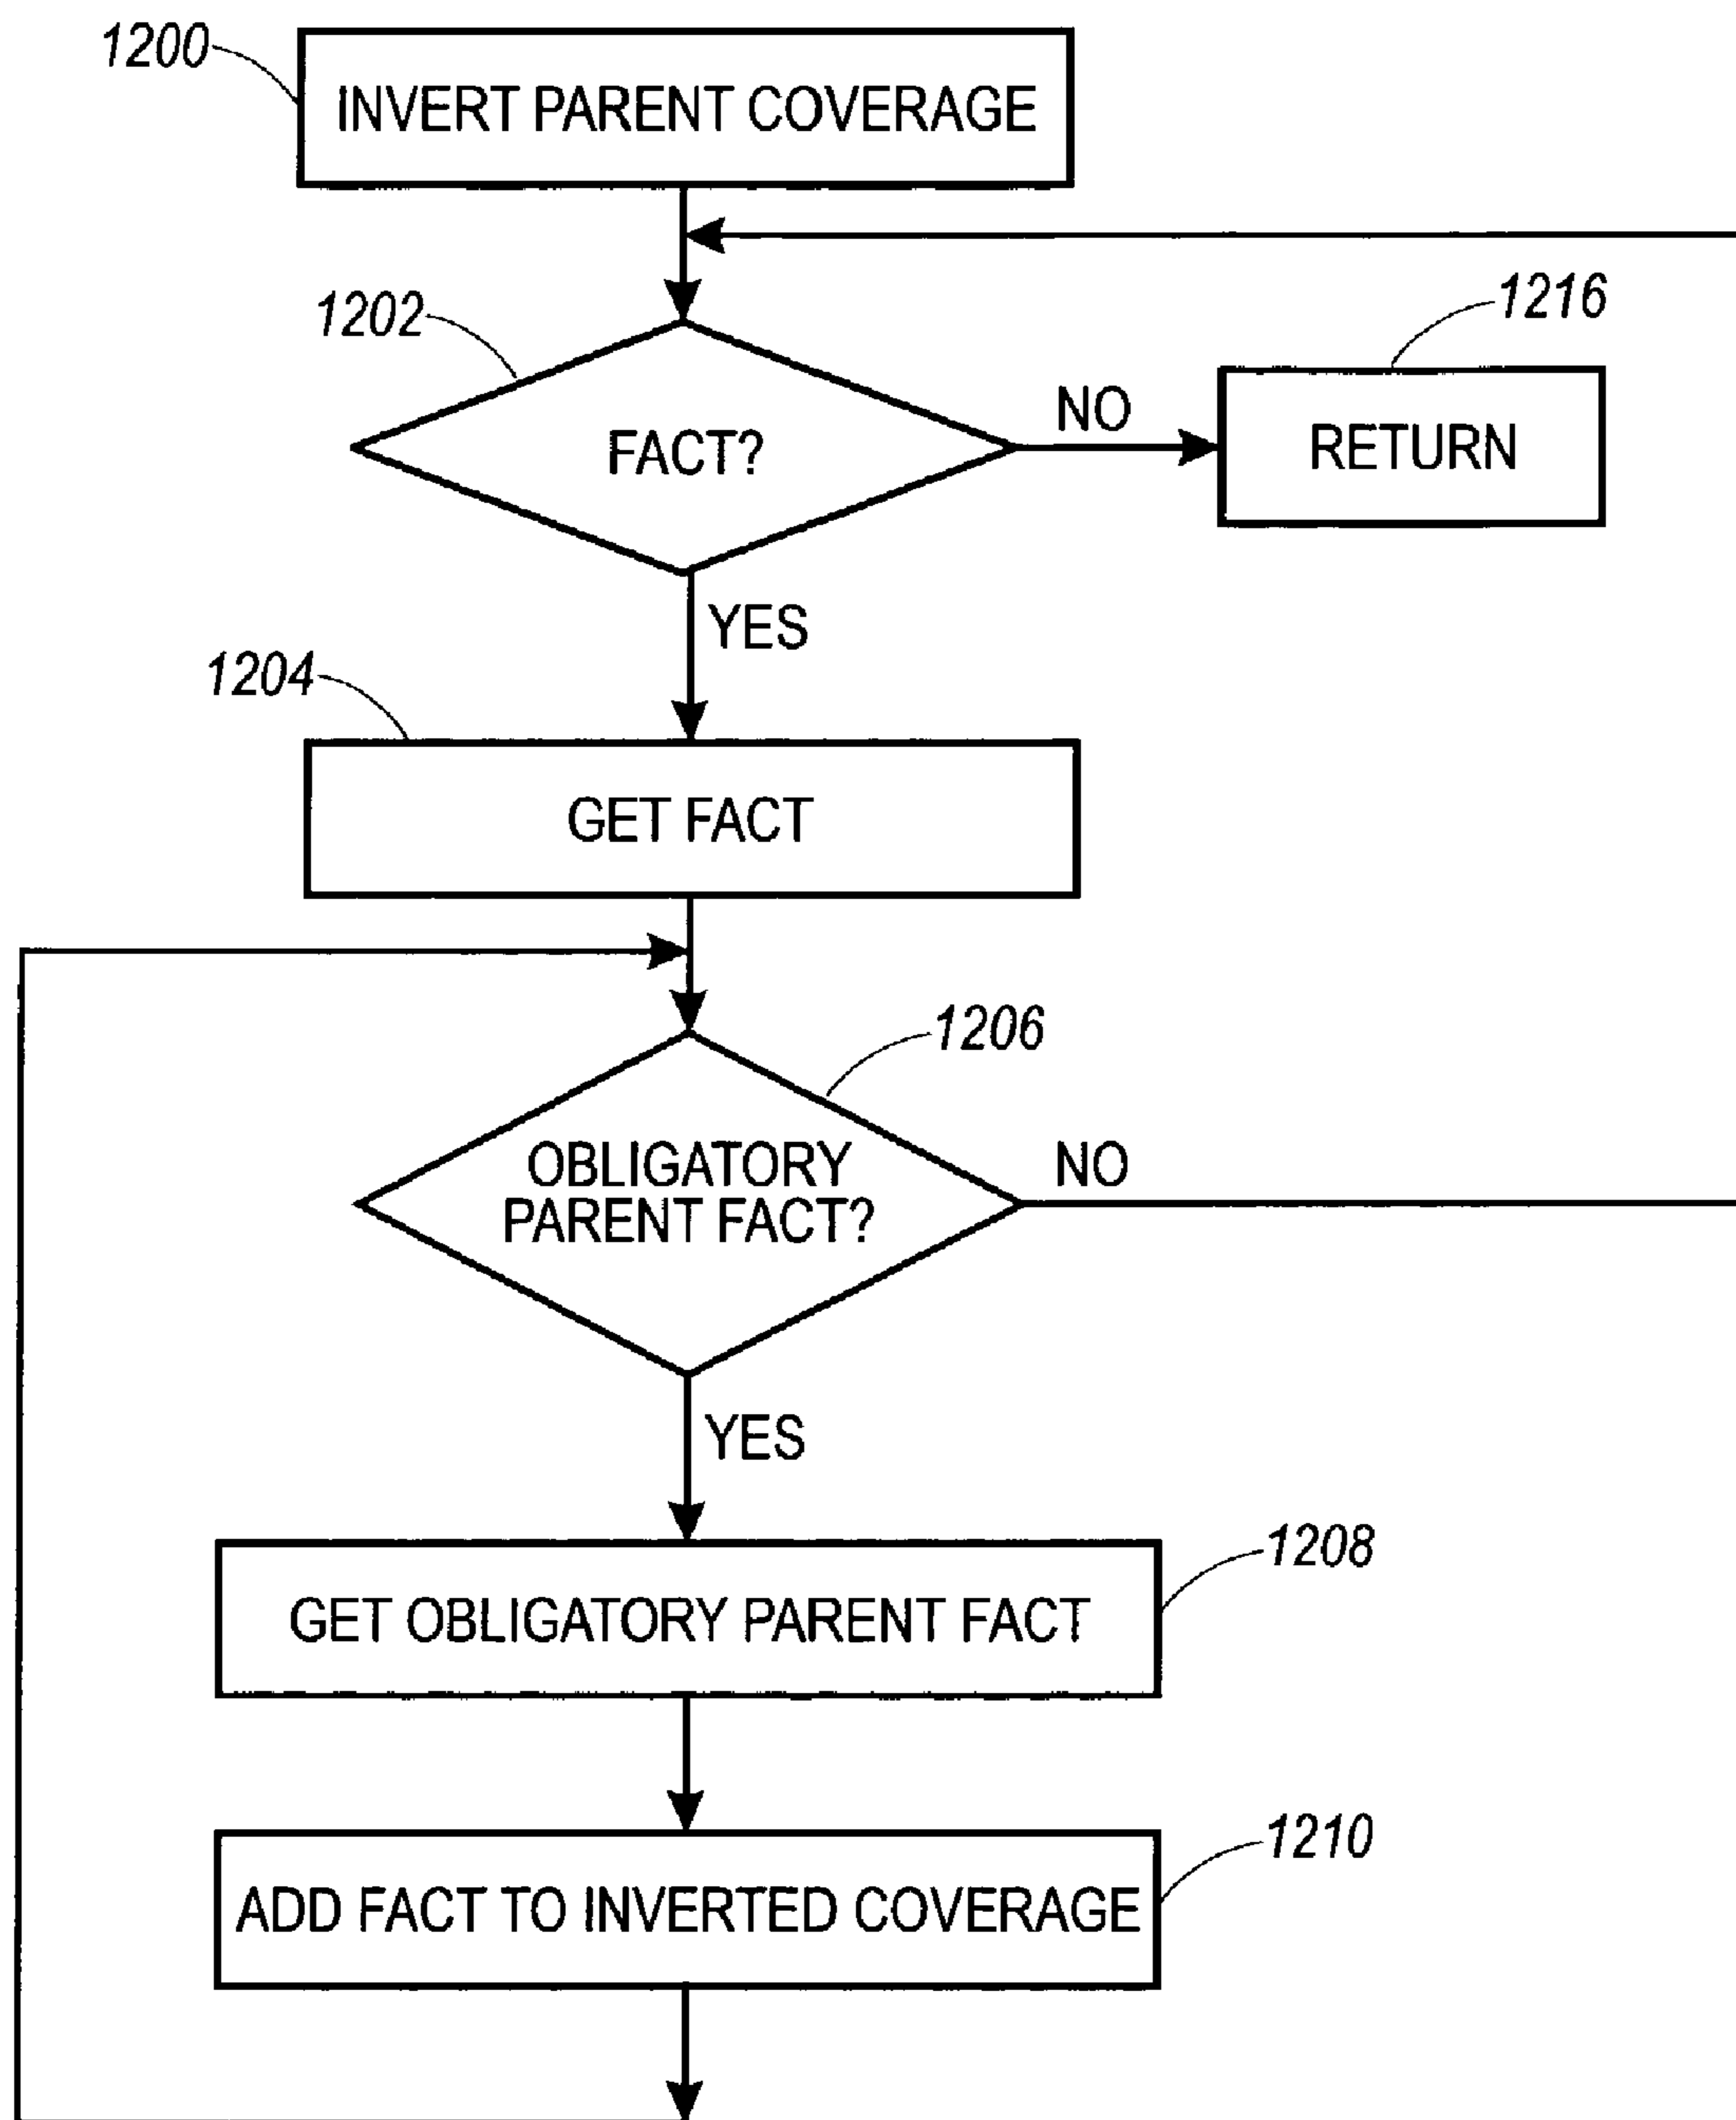 1200
INVERT PARENT COVERAGE
1202
FACT?
NO
1216
RETURN
YES
1204
GET FACT
1206
OBLIGATORY
PARENT FACT?
NO
YES
1208
GET OBLIGATORY PARENT FACT
1210
ADD FACT TO INVERTED COVERAGE